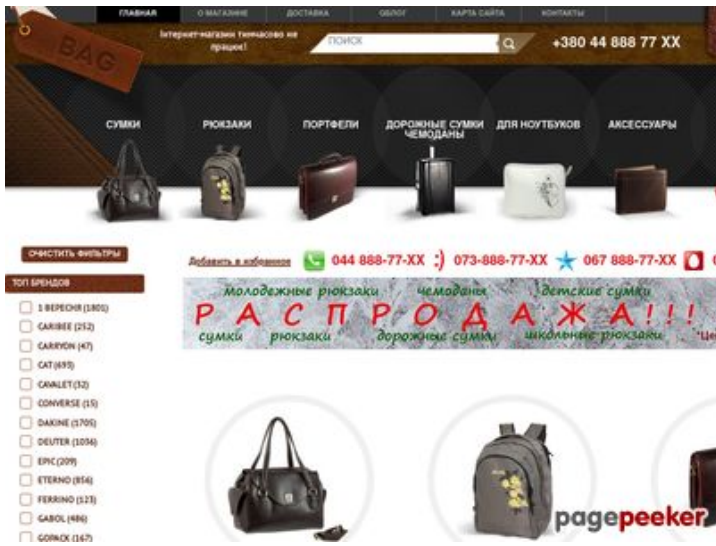 ГЛАВНАЯ О МАГАЗИНЕ ДОСТАВКА ОБЛОГ КАРТА САЙТА КОНТАКТЫ
BAG
Інтернет-магазин тимчасово не
працює!
ПОИСК
+380 44 888 77 XX
СУМКИ РЮКЗАКИ ПОРТФЕЛИ ДОРОЖНЫЕ СУМКИ ДЛЯ НОУТБУКОВ АКСЕССУАРЫ
ЧЕМОДАНЫ
ОЧИСТИТЬ ФИЛЬТРЫ
Добавить в избранное 044 888-77-XX :) 073-888-77-XX 067 888-77-XX
ТОП БРЕНДОВ
молодежные рюкзаки чемоданы детские сумки
РАСПРОДАЖА!!!
сумки рюкзаки дорожные сумки школьные рюкзаки
1 ВЕРЕСНЯ (1801)
CARIBEE (252)
CARRYON (47)
CAT (693)
CAVALET (32)
CONVERSE (15)
DAKINE (1705)
DEUTER (1036)
EPIC (209)
ETERNO (856)
FERRINO (123)
GABOL (486)
GOPACK (167)
pagepeeker